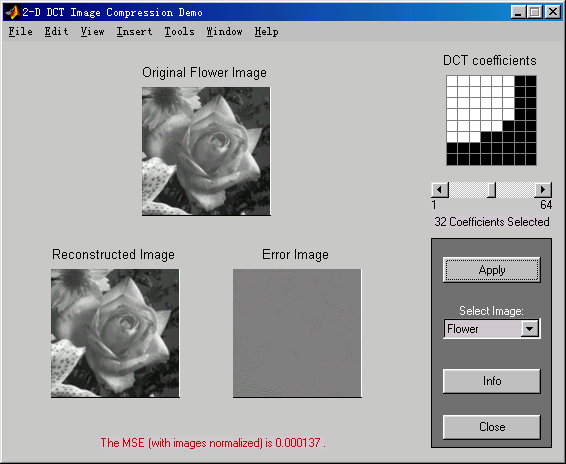 2-D DCT Image Compression Demo
File Edit View Insert Tools Window Help
Original Flower Image
DCT coefficients
1 64
32 Coefficients Selected
Reconstructed Image
Error Image
Apply
Select Image:
Flower
Info
Close
The MSE (with images normalized) is 0.000137 .